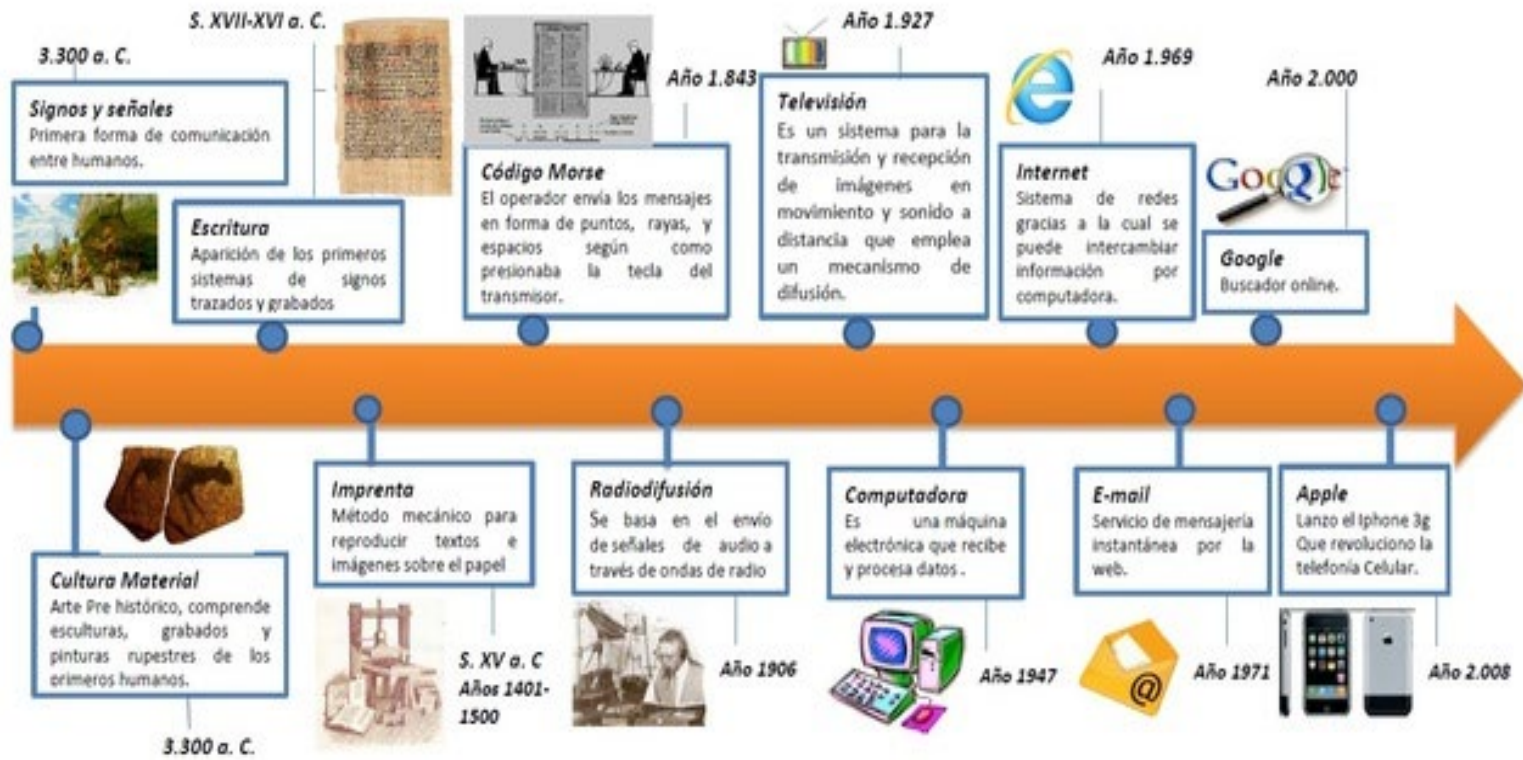 3.300 a. C.
Signos y señales
Primera forma de comunicación
entre humanos.
S. XVII-XVI a. C.
Escritura
Aparición de los primeros
sistemas de signos
trazados y grabados
Año 1.843
Código Morse
El operador envía los mensajes
en forma de puntos, rayas, y
espacios según como
presionaba la tecla del
transmisor.
Año 1.927
Televisión
Es un sistema para la
transmisión y recepción
de imágenes en
movimiento y sonido a
distancia que emplea
un mecanismo de
difusión.
Año 1.969
Internet
Sistema de redes
gracias a la cual se
puede intercambiar
información por
computadora.
Año 2.000
Google
Google
Buscador online.
Cultura Material
Arte Pre histórico, comprende
esculturas, grabados y
pinturas rupestres de los
orimeros humanos.
3.300 a. C.
Imprenta
Método mecánico para
reproducir textos e
imágenes sobre el papel
S. XV a. C
Años 1401-
1500
Radiodifusión
Se basa en el envío
de señales de audio a
través de ondas de radio
Año 1906
Computadora
Es una máquina
electrónica que recibe
y procesa datos .
Año 1947
E-mail
Servicio de mensajería
instantánea por la
web.
@
Año 1971
Apple
Lanzo el Iphone 3g
Que revoluciono la
telefonía Celular.
Año 2.008